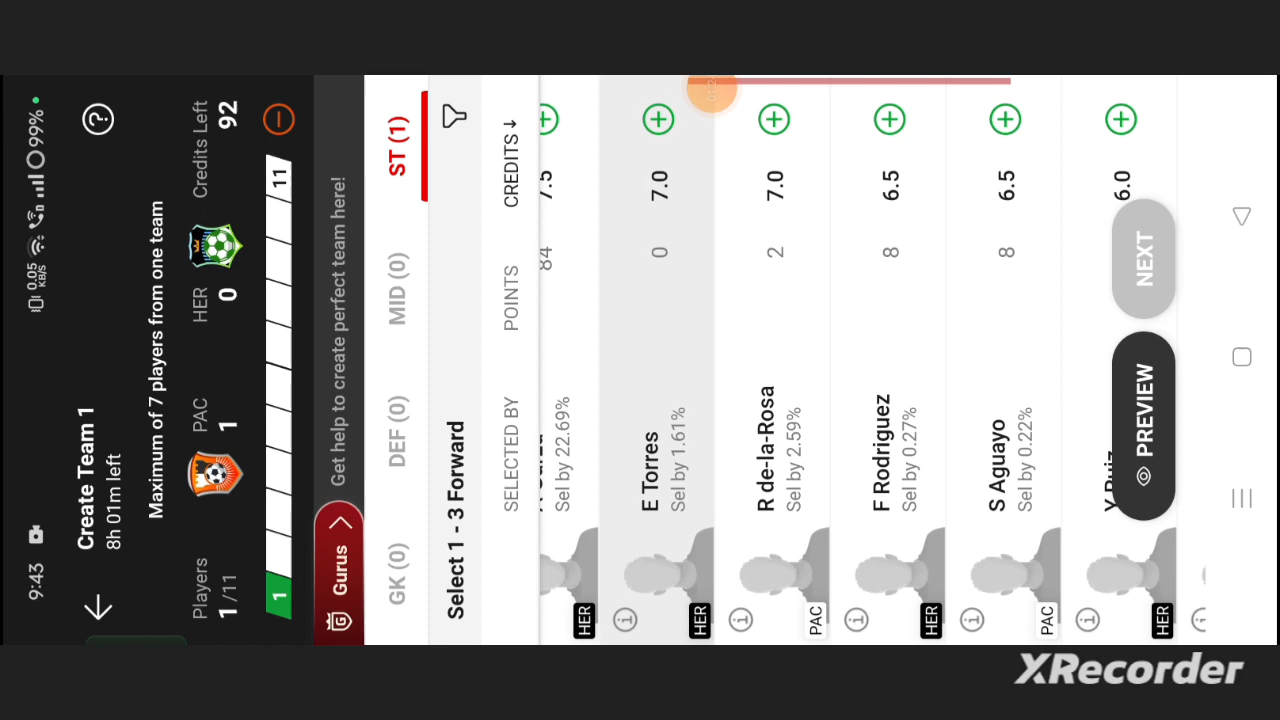 9:43
0.05
KB/S
99%
Create Team 1
8h 01m left
Maximum of 7 players from one team
Players
1/11
PAC
1
HER
0
Credits Left
92
1
11
Gurus
Get help to create perfect team here!
GK (0)
DEF (0)
MID (0)
ST (1)
Select 1 - 3 Forward
SELECTED BY
POINTS
CREDITS
Sel by 22.69%
84
7.5
HER
E Torres
Sel by 1.61%
0
7.0
HER
R de-la-Rosa
Sel by 2.59%
2
7.0
PAC
F Rodriguez
Sel by 0.27%
8
6.5
HER
S Aguayo
Sel by 0.22%
8
6.5
PAC
6.0
HER
PREVIEW
NEXT
XRecorder